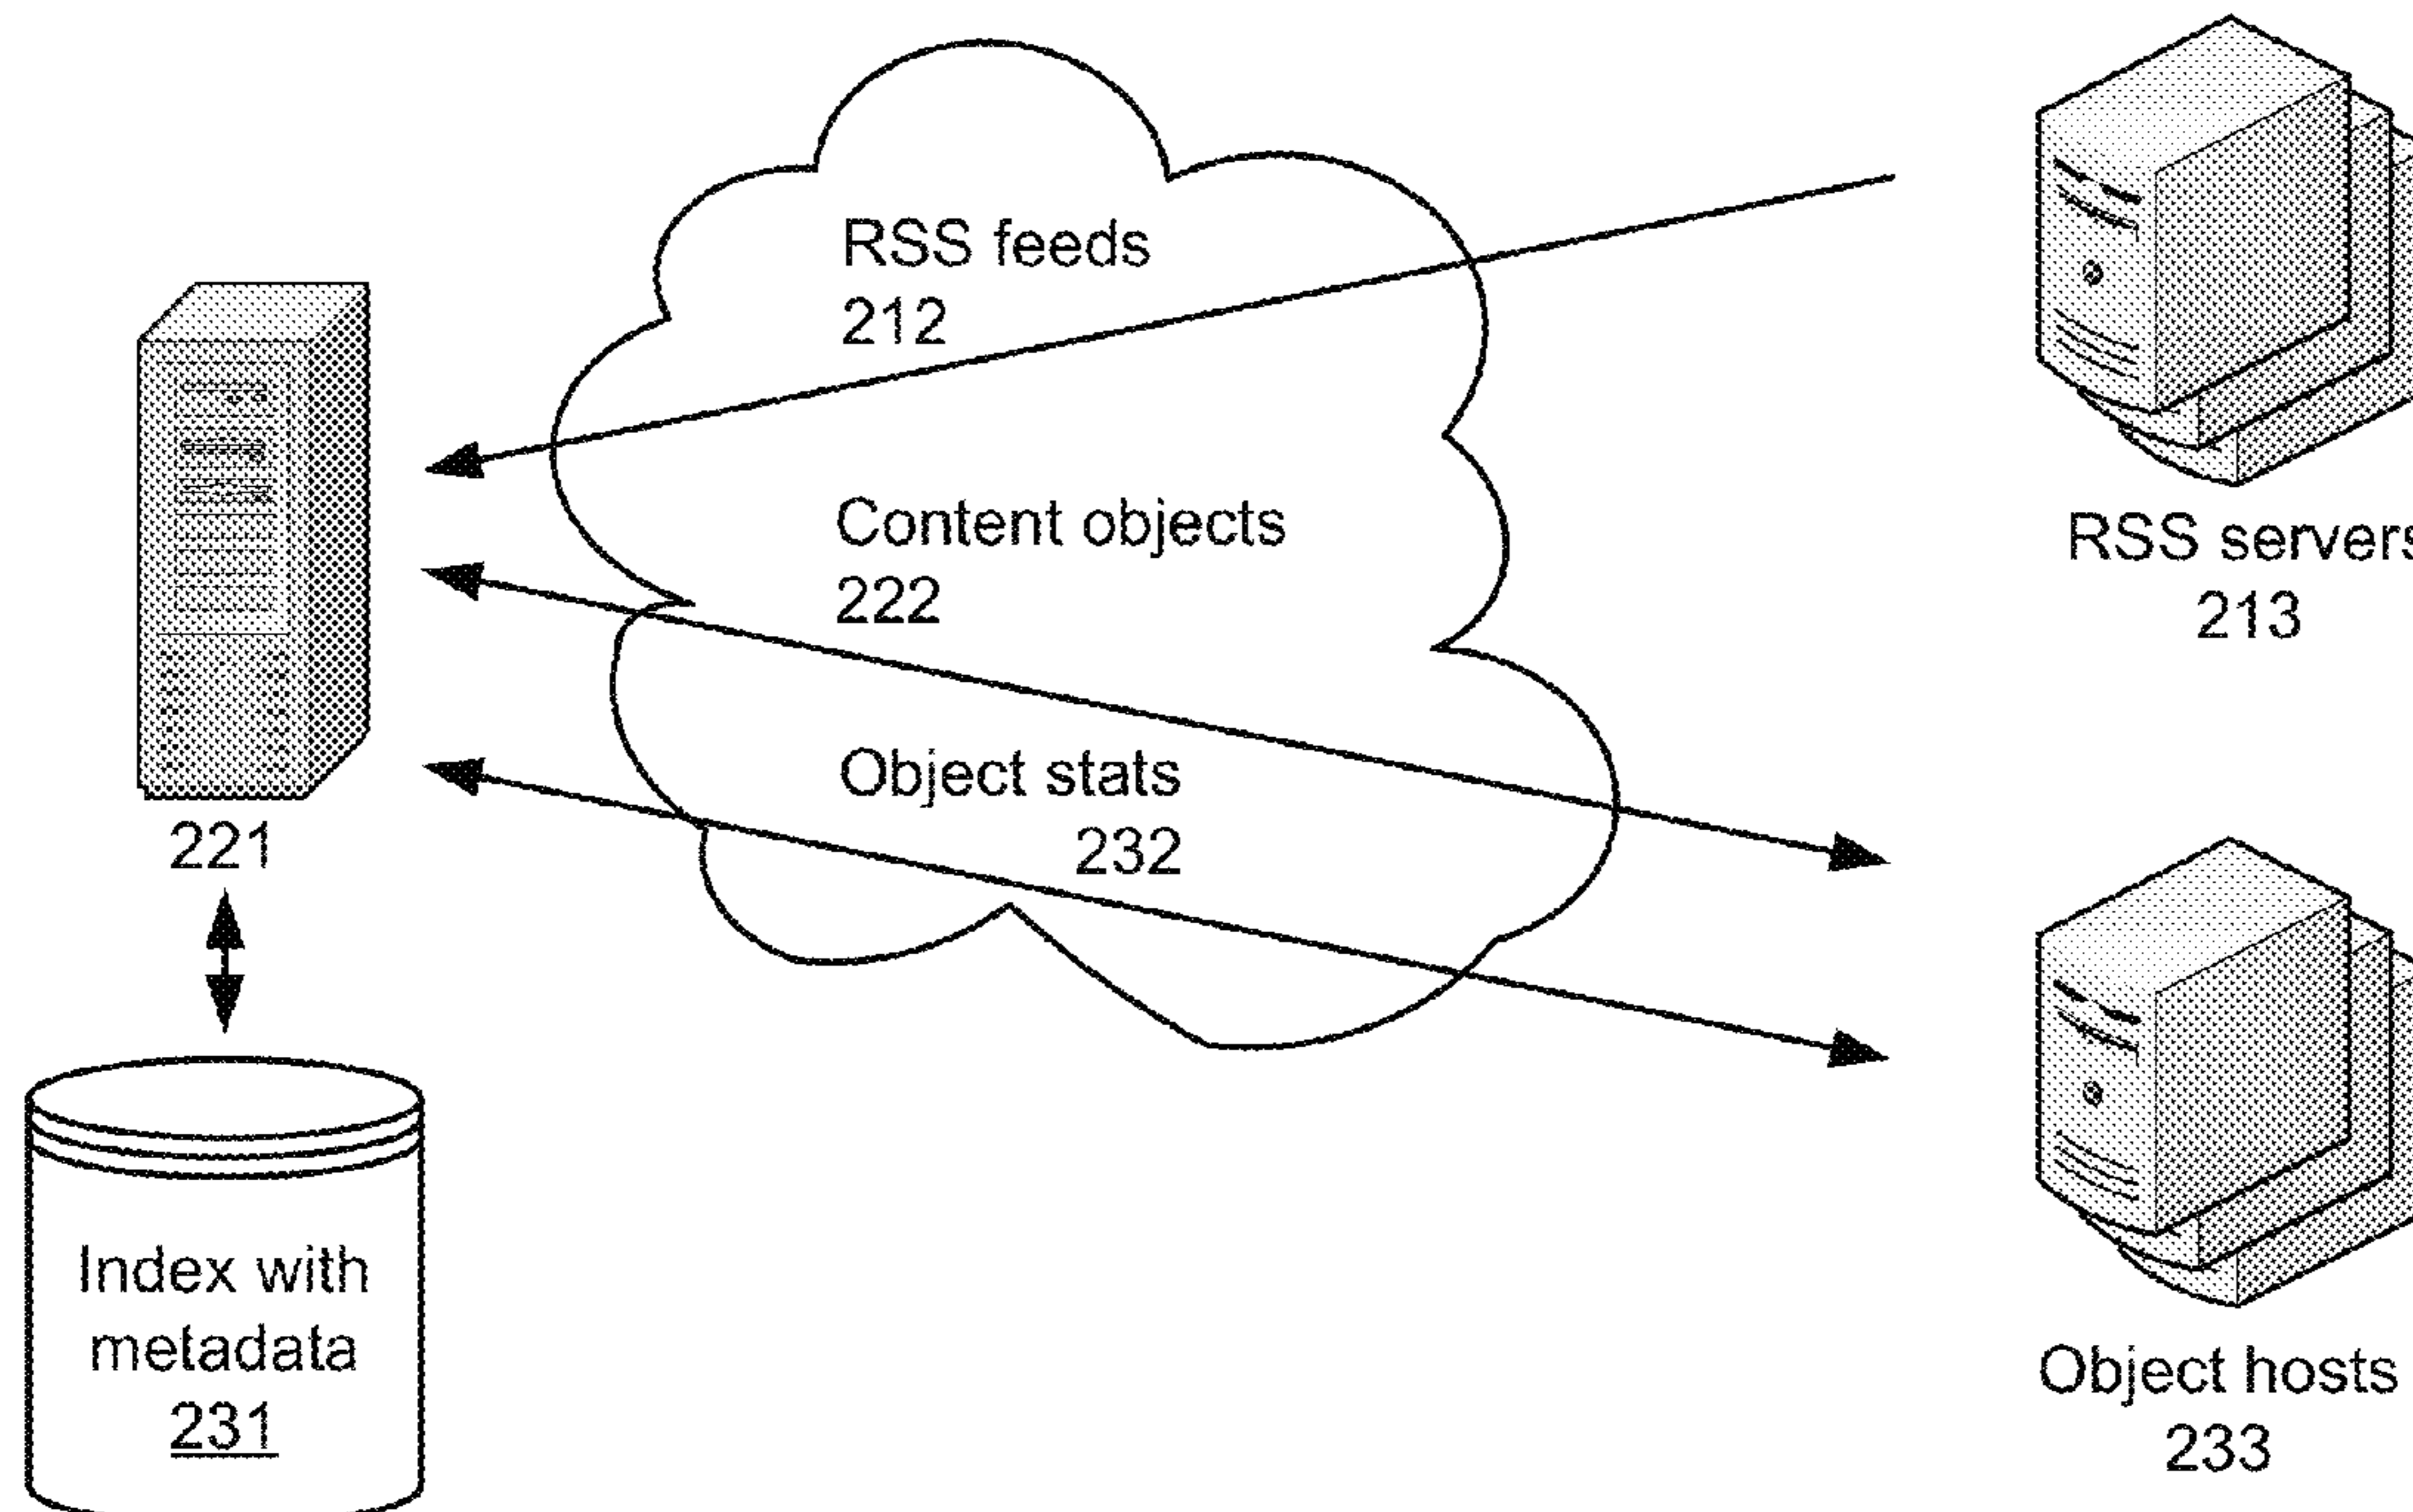 RSS feeds
212
Content objects
222
Object stats
232
221
Index with
metadata
231
RSS servers
213
Object hosts
233